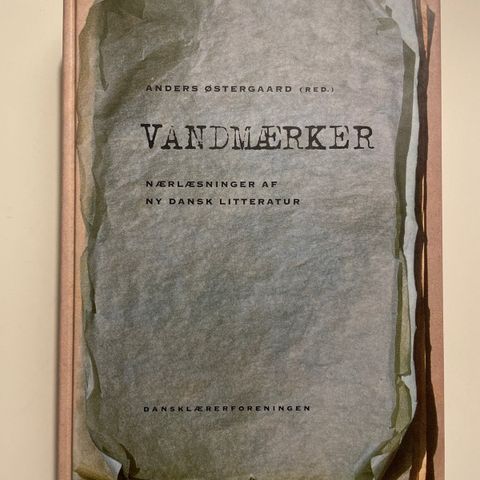 ANDERS ØSTERGAARD (RED.)
VANDMÆRKER
NÆRLÆSNINGER AF
NY DANSK LITTERATUR
DANSKLÆRERFORENINGEN